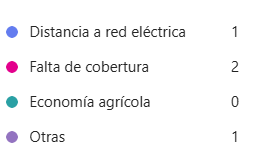 Distancia a red eléctrica 1
Falta de cobertura 2
Economía agrícola 0
Otras 1